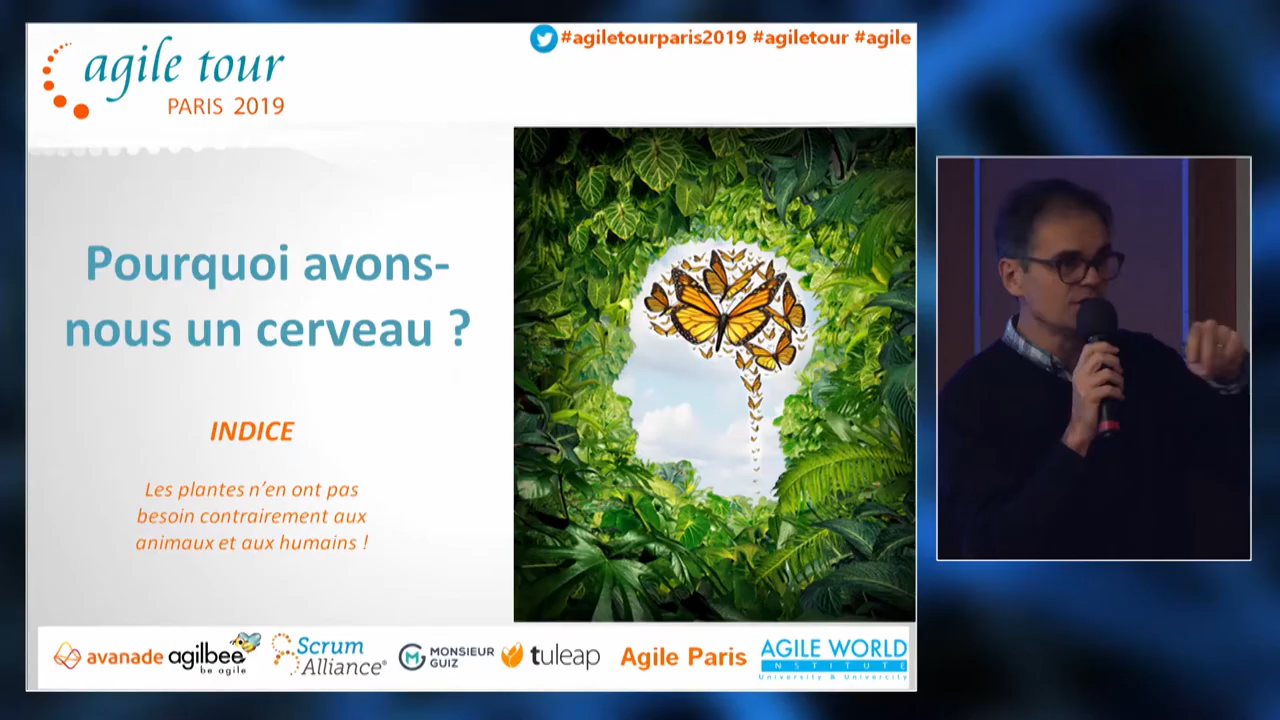 agile tour
PARIS 2019
#agiletourparis2019 #agiletour #agile
Pourquoi avons-
nous un cerveau ?
INDICE
Les plantes n'en ont pas
besoin contrairement aux
animaux et aux humains !
avanade
agilbee
be agile
Scrum
Alliance®
MONSIEUR
GUIZ
tuleap
Agile Paris
AGILE WORLD
INSTITUTE
University & Univercity